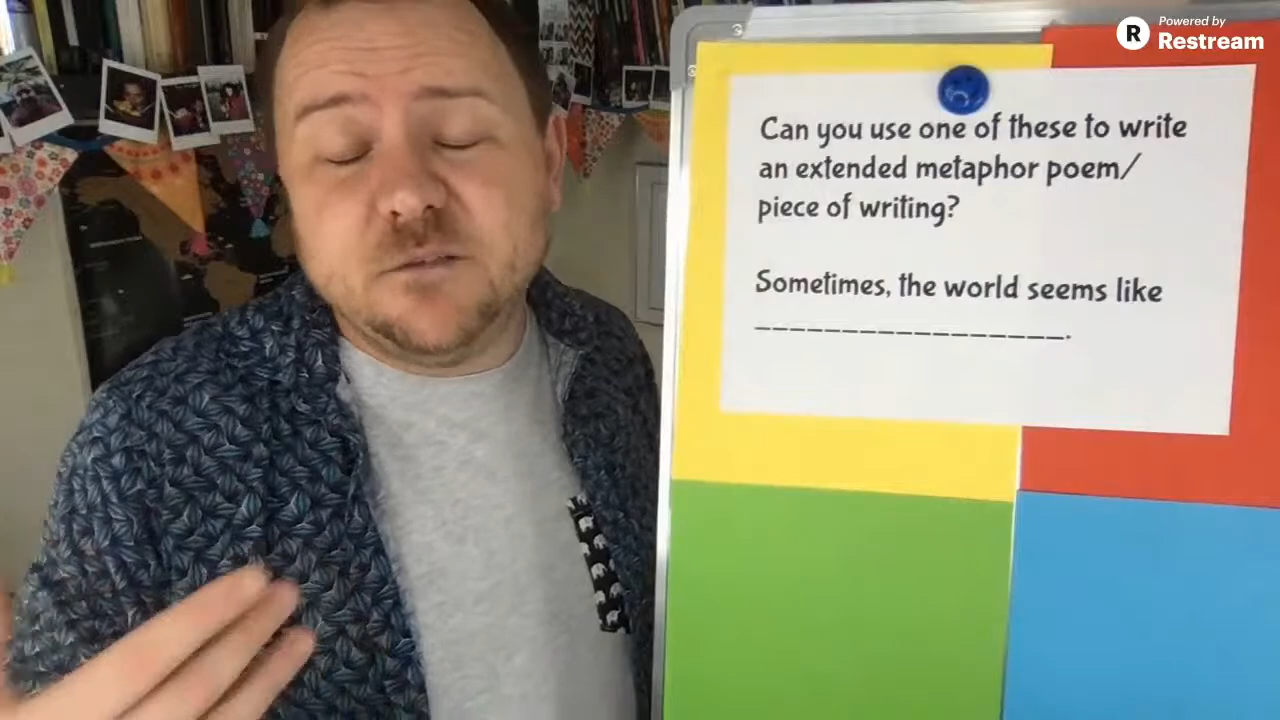 Powered by
R Restream
Can you use one of these to write
an extended metaphor poem/
piece of writing?
Sometimes, the world seems like
__________________.